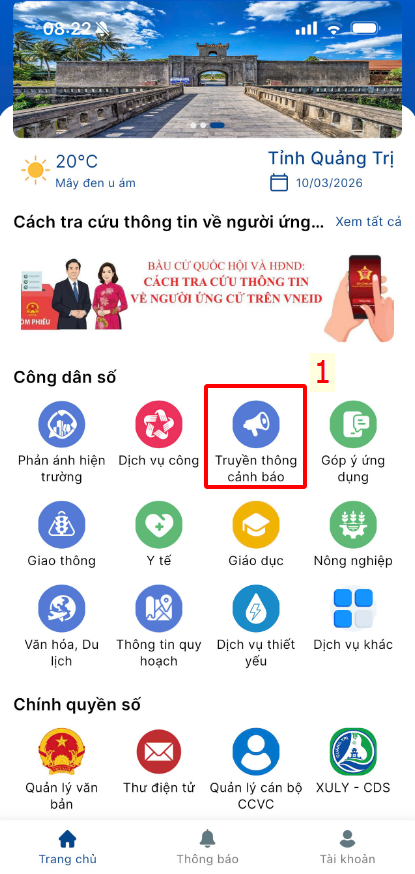 08:22
20°C
Mây đen u ám
Tỉnh Quảng Trị
10/03/2026
Cách tra cứu thông tin về người ứng...
Xem tất cả
BẦU CỬ QUỐC HỘI VÀ HĐND:
CÁCH TRA CỨU THÔNG TIN
VỀ NGƯỜI ỨNG CỬ TRÊN VNEID
OM PHIẾU
Công dân số
1
Phản ánh hiện
trường
Dịch vụ công
Truyền thông
cảnh báo
Góp ý ứng
dụng
Giao thông
Y tế
Giáo dục
Nông nghiệp
Văn hóa, Du
lịch
Thông tin quy
hoạch
Dịch vụ thiết
yếu
Dịch vụ khác
Chính quyền số
Quản lý văn
bản
Thư điện tử
Quản lý cán bộ
CCVC
XULY - CDS
Trang chủ
Thông báo
Tài khoản